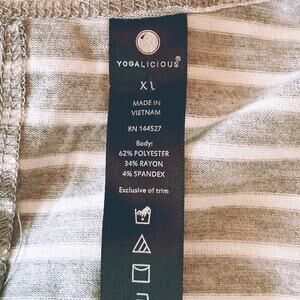 YOGALICIOUS®
XL
MADE IN
VIETNAM
RN 144527
Body:
62% POLYESTER
34% RAYON
4% SPANDEX
Exclusive of trim